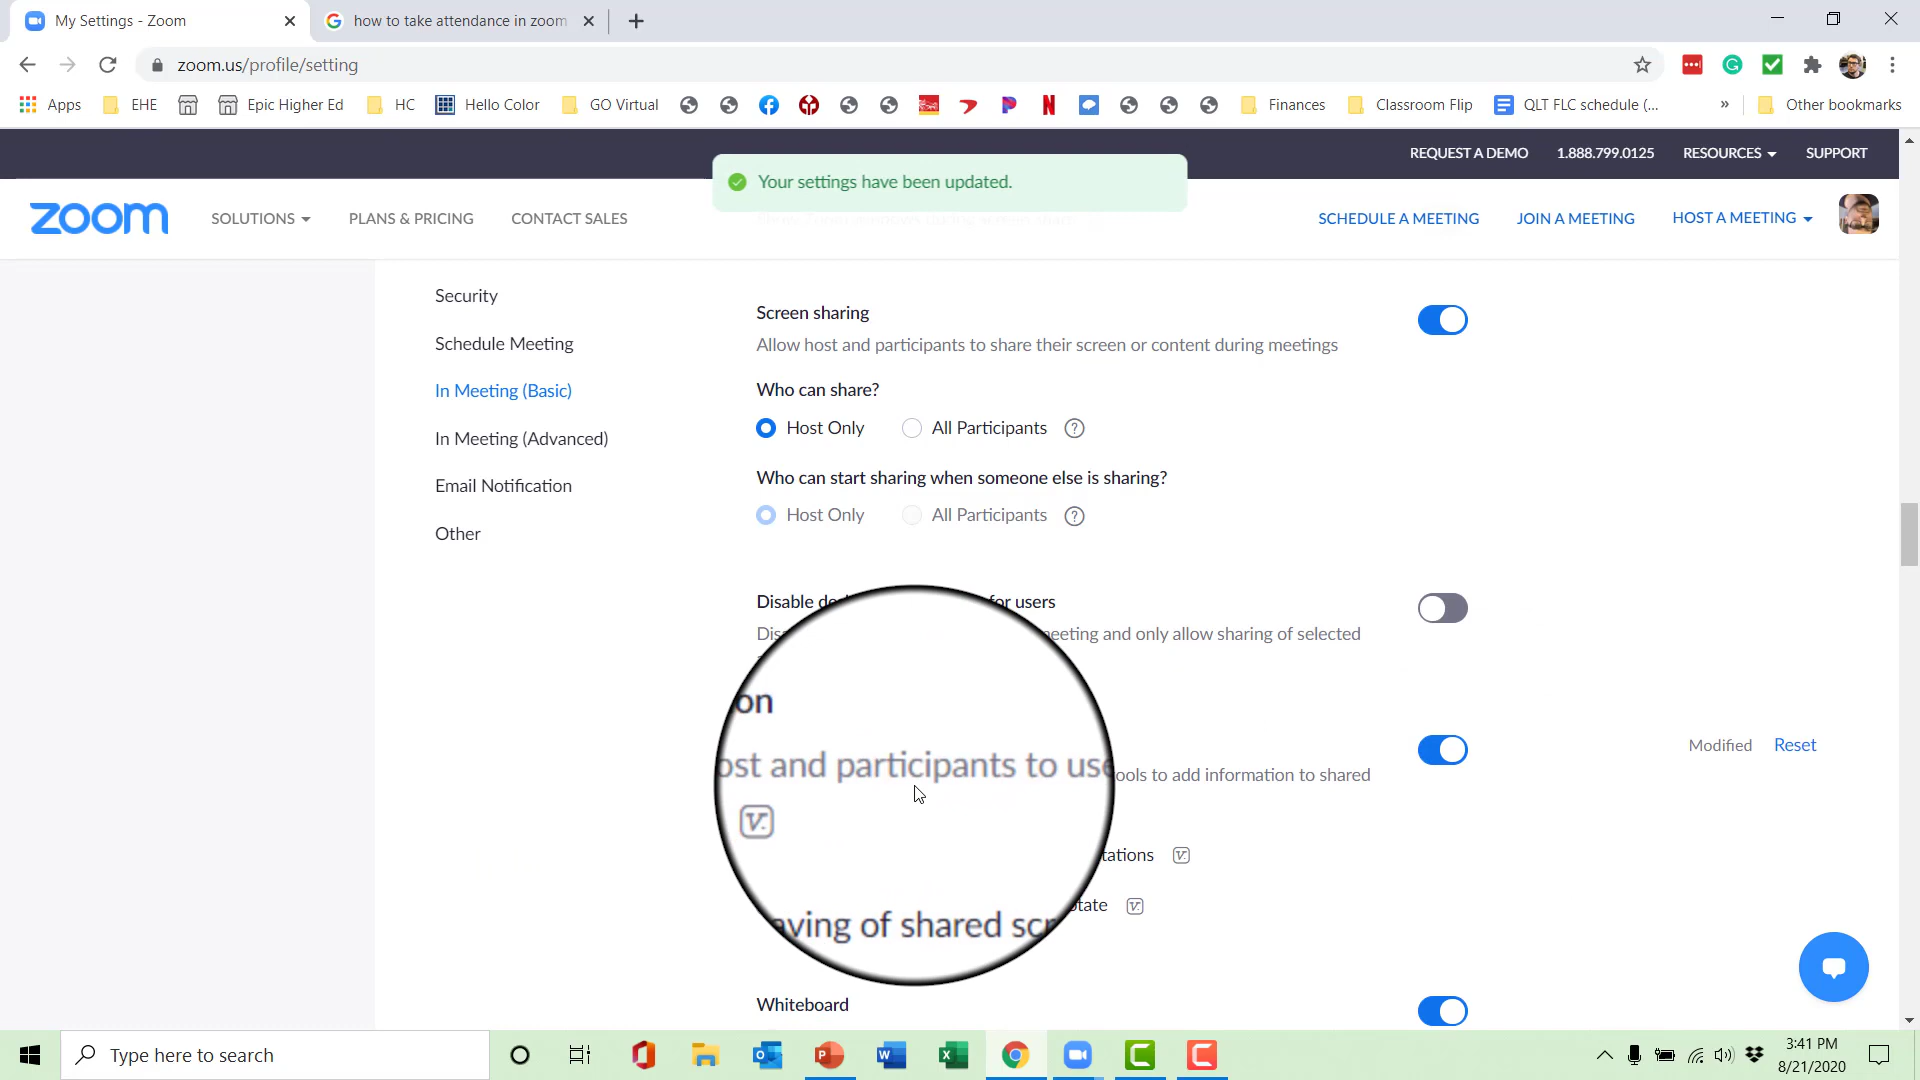 My Settings - Zoom
how to take attendance in zoom
zoom.us/profile/setting
Apps
EHE
Epic Higher Ed
HC
Hello Color
GO Virtual
Finances
Classroom Flip
QLT FLC schedule (...
»
Other bookmarks
REQUEST A DEMO
1.888.799.0125
RESOURCES
SUPPORT
Your settings have been updated.
zoom
SOLUTIONS
PLANS & PRICING
CONTACT SALES
SCHEDULE A MEETING
JOIN A MEETING
HOST A MEETING
Security
Schedule Meeting
In Meeting (Basic)
In Meeting (Advanced)
Email Notification
Other
Screen sharing
Allow host and participants to share their screen or content during meetings
Who can share?
Host Only
All Participants
Who can start sharing when someone else is sharing?
Host Only
All Participants
Disable de
for users
Dis
meeting and only allow sharing of selected
on
ost and participants to use
ools to add information to shared
Modified
Reset
tations
aving of shared scr
otate
Whiteboard
Type here to search
3:41 PM
8/21/2020